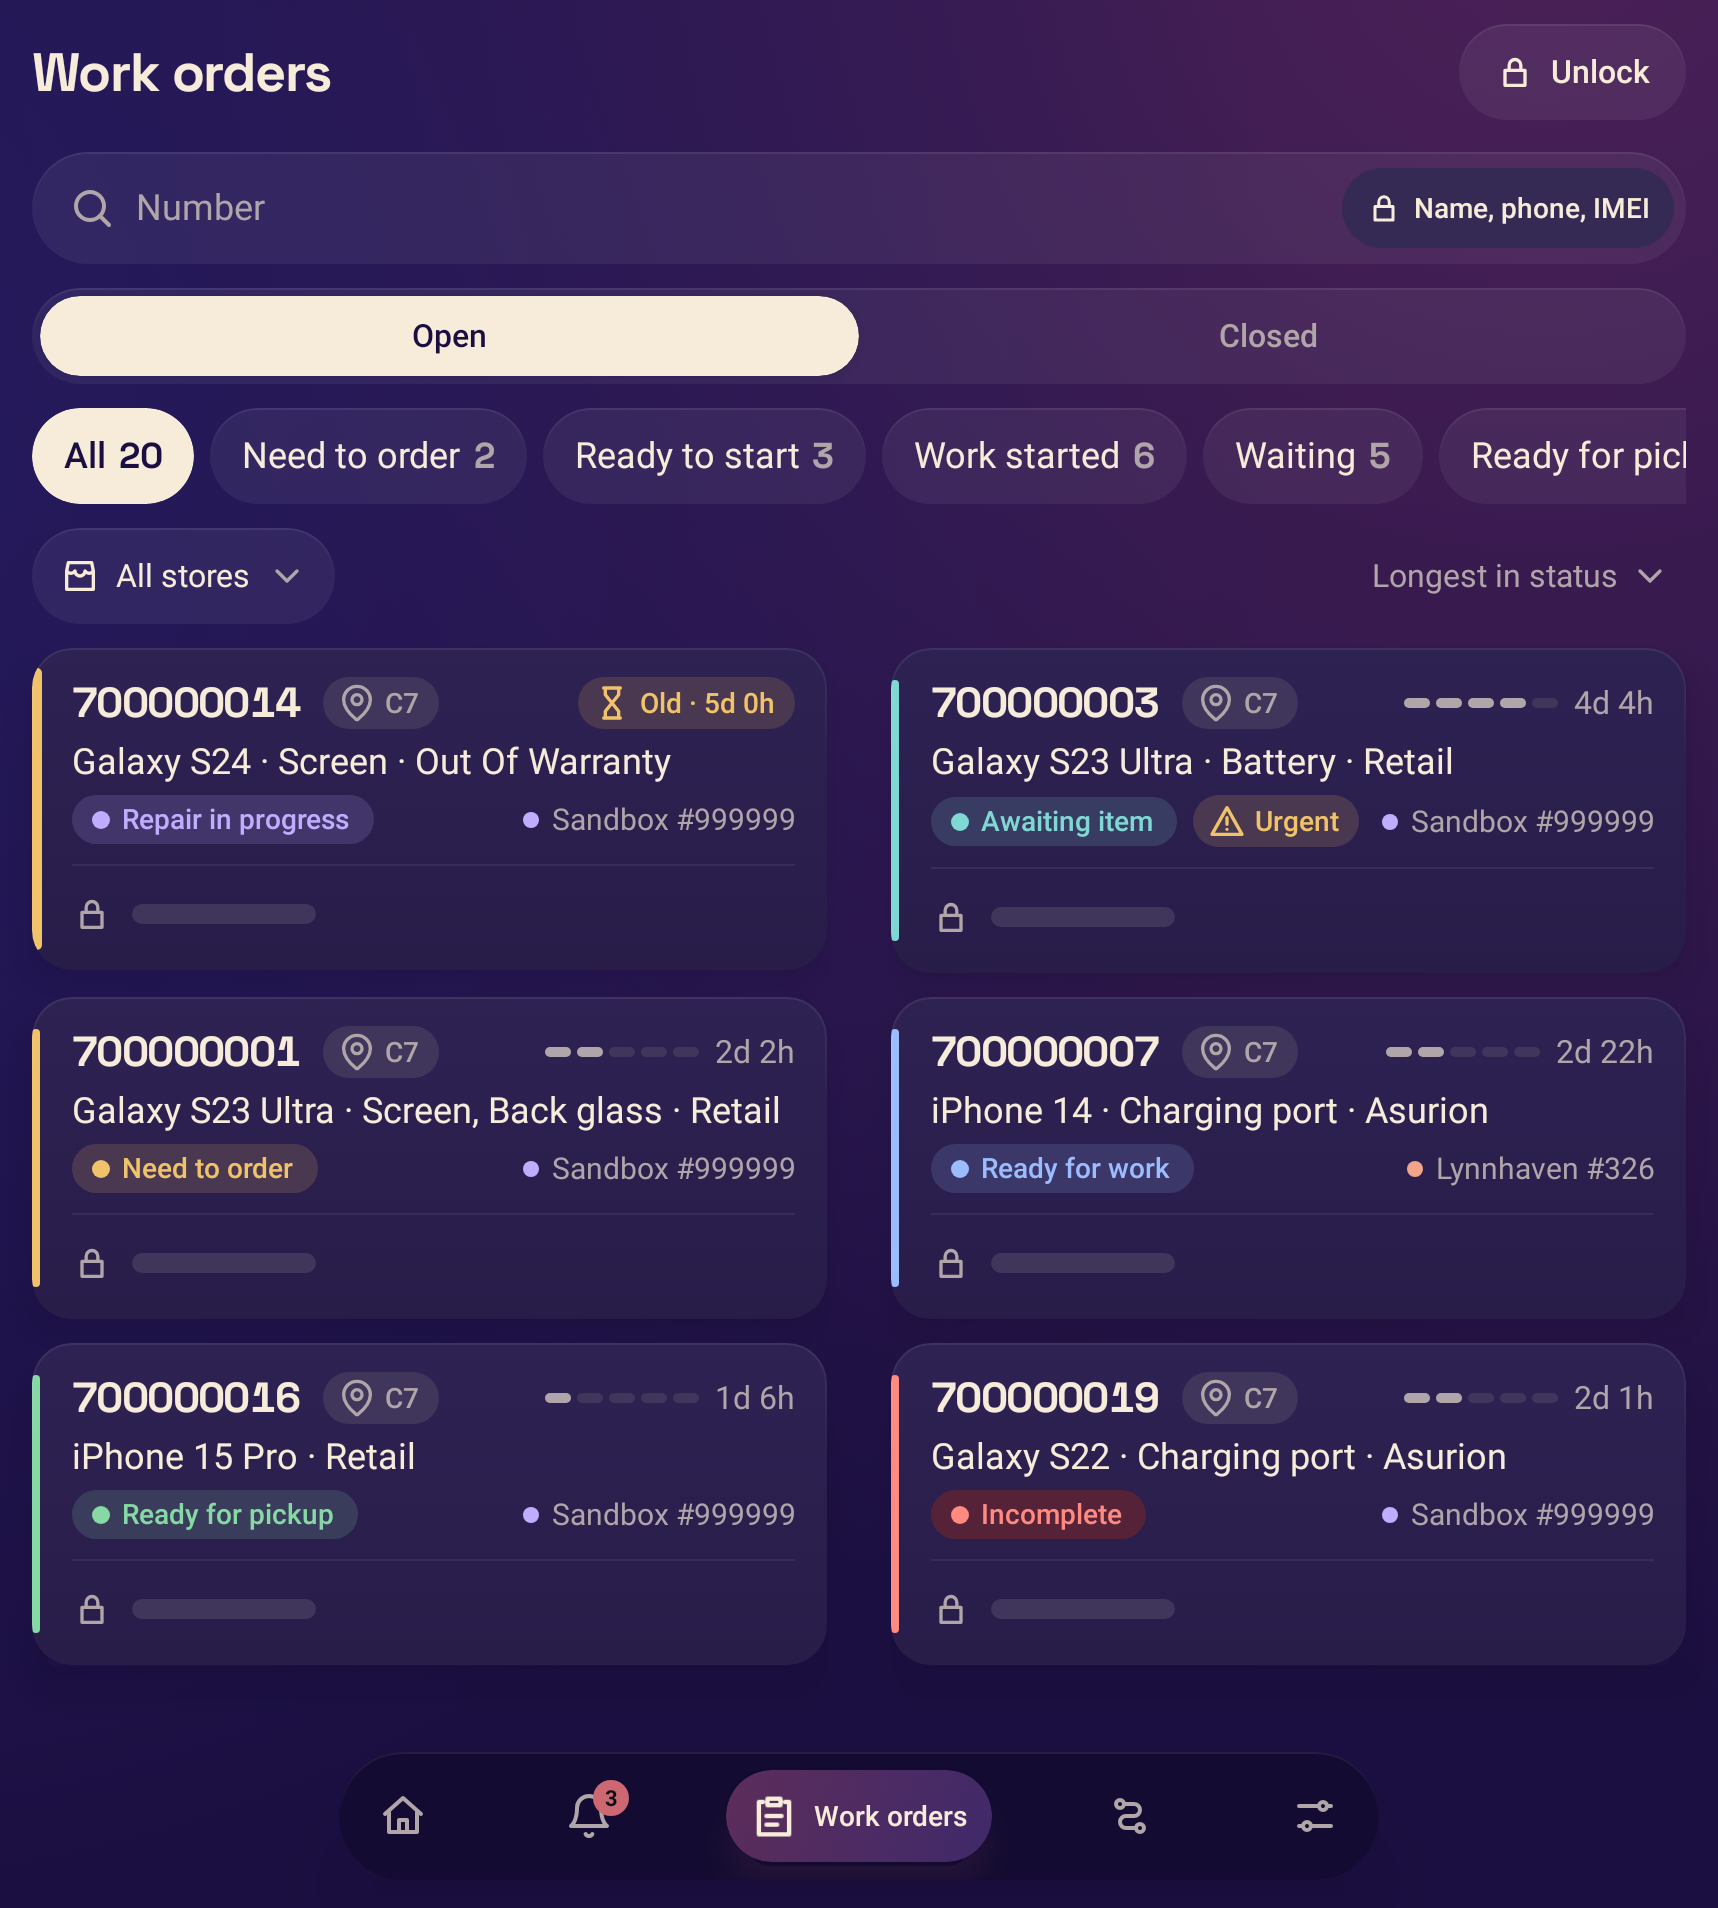 Work orders
Unlock
Number
Name, phone, IMEI
Open
Closed
All 20
Need to order 2
Ready to start 3
Work started 6
Waiting 5
Ready for pick
All stores
Longest in status
700000014
C7
Old · 5d 0h
Galaxy S24 · Screen · Out Of Warranty
Repair in progress
Sandbox #999999
700000003
C7
4d 4h
Galaxy S23 Ultra · Battery · Retail
Awaiting item
Urgent
Sandbox #999999
700000001
C7
2d 2h
Galaxy S23 Ultra · Screen, Back glass · Retail
Need to order
Sandbox #999999
700000007
C7
2d 22h
iPhone 14 · Charging port · Asurion
Ready for work
Lynnhaven #326
700000016
C7
1d 6h
iPhone 15 Pro · Retail
Ready for pickup
Sandbox #999999
700000019
C7
2d 1h
Galaxy S22 · Charging port · Asurion
Incomplete
Sandbox #999999
3
Work orders